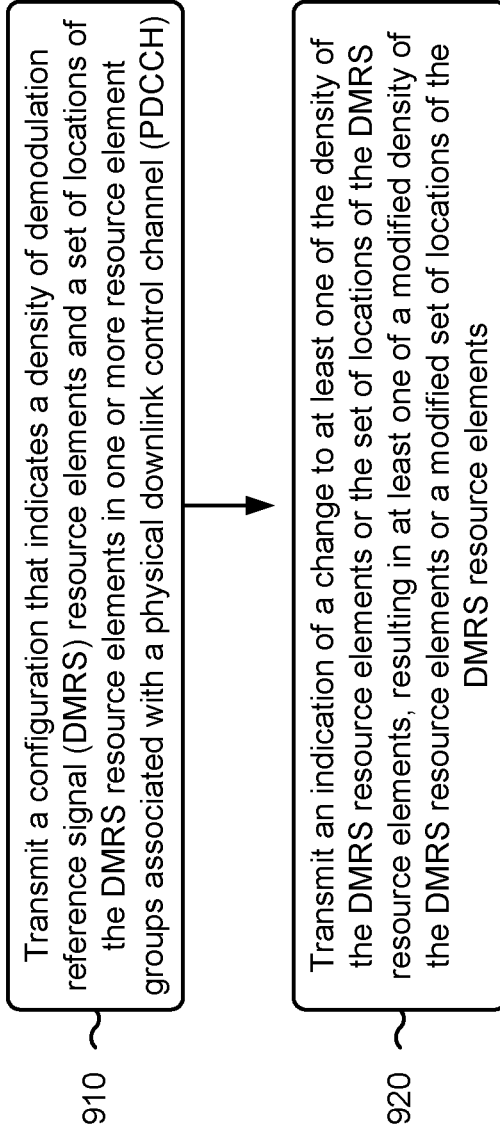 910
Transmit a configuration that indicates a density of demodulation
reference signal (DMRS) resource elements and a set of locations of
the DMRS resource elements in one or more resource element
groups associated with a physical downlink control channel (PDCCH)
920
Transmit an indication of a change to at least one of the density of
the DMRS resource elements or the set of locations of the DMRS
resource elements, resulting in at least one of a modified density of
the DMRS resource elements or a modified set of locations of the
DMRS resource elements